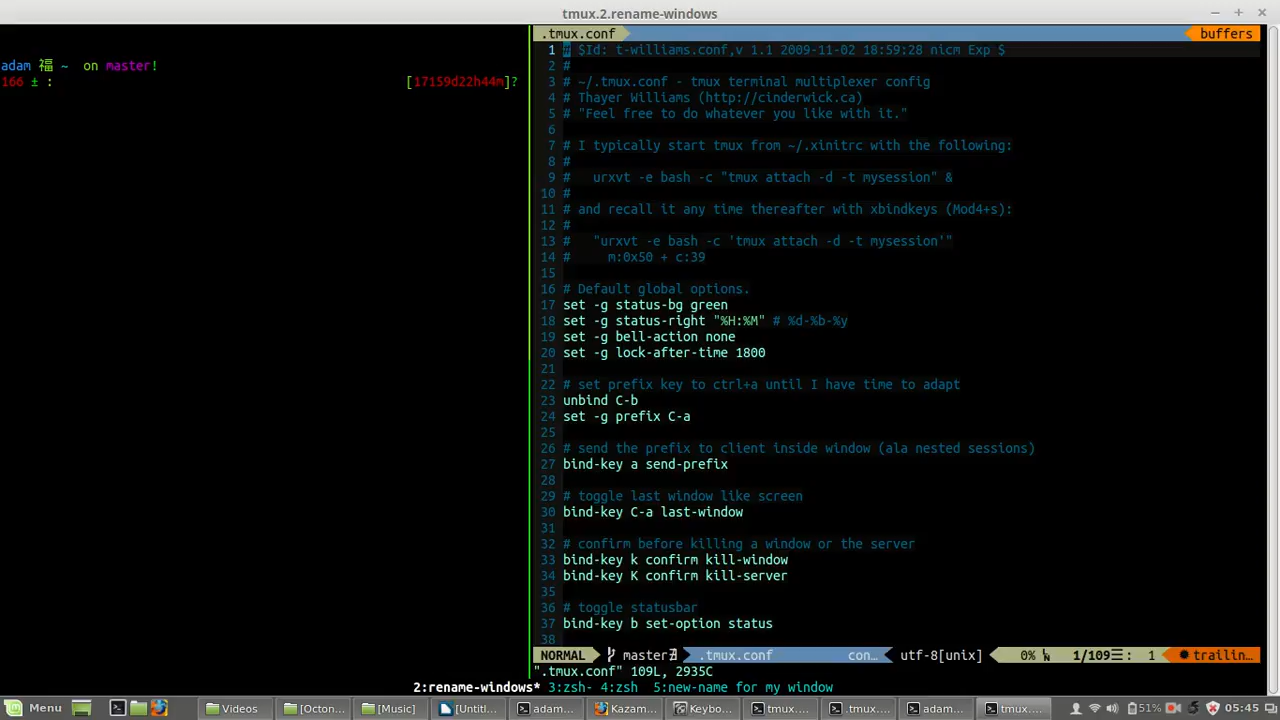 tmux.2.rename-windows
adam 福 ~ on master!
166 ± : [17159d22h44m]?
.tmux.conf buffers
1 # $Id: t-williams.conf,v 1.1 2009-11-02 18:59:28 nicm Exp $
2 #
3 # ~/.tmux.conf - tmux terminal multiplexer config
4 # Thayer Williams (http://cinderwick.ca)
5 # "Feel free to do whatever you like with it."
6
7 # I typically start tmux from ~/.xinitrc with the following:
8 #
9 #   urxvt -e bash -c "tmux attach -d -t mysession" &
10 #
11 # and recall it any time thereafter with xbindkeys (Mod4+s):
12 #
13 #   "urxvt -e bash -c 'tmux attach -d -t mysession'"
14 #     m:0x50 + c:39
15
16 # Default global options.
17 set -g status-bg green
18 set -g status-right "%H:%M" # %d-%b-%y
19 set -g bell-action none
20 set -g lock-after-time 1800
21
22 # set prefix key to ctrl+a until I have time to adapt
23 unbind C-b
24 set -g prefix C-a
25
26 # send the prefix to client inside window (ala nested sessions)
27 bind-key a send-prefix
28
29 # toggle last window like screen
30 bind-key C-a last-window
31
32 # confirm before killing a window or the server
33 bind-key k confirm kill-window
34 bind-key K confirm kill-server
35
36 # toggle statusbar
37 bind-key b set-option status
38
NORMAL master∄ .tmux.conf con… utf-8[unix] 0% 1/109 : 1 trailin…
".tmux.conf" 109L, 2935C
2:rename-windows* 3:zsh- 4:zsh 5:new-name for my window
Menu Videos [Octon... [Music] [Untitl... adam... Kazam... Keybo... tmux.... .tmux.... adam... tmux.... 51% 05:45